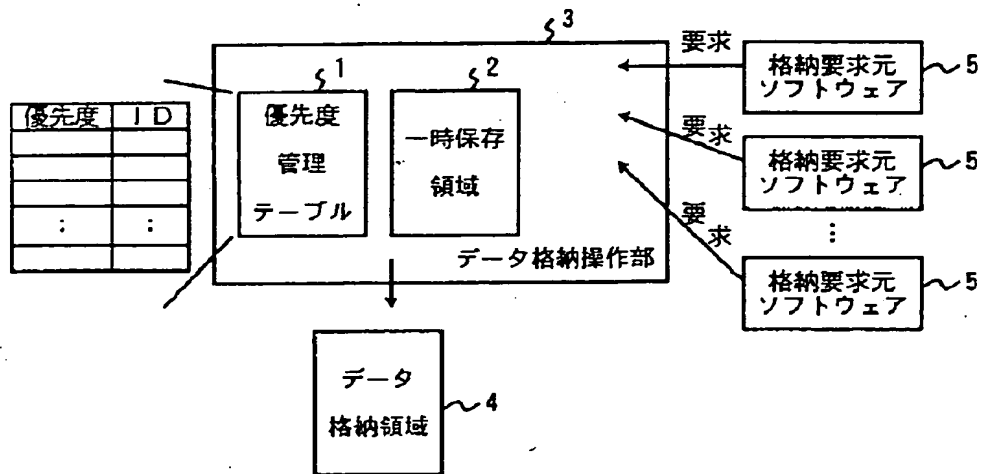 3
要求
格納要求元
ソフトウェア
5
1
2
優先度
管理
テーブル
一時保存
領域
優先度 ID
:
:
要求
格納要求元
ソフトウェア
5
⋮
要求
データ格納操作部
格納要求元
ソフトウェア
5
データ
格納領域
4